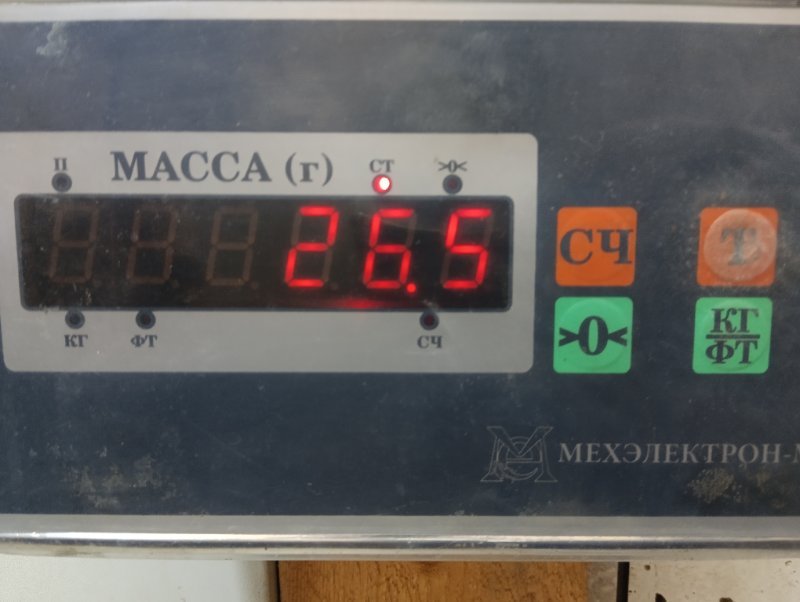 П МАССА (г) СТ >0<
26.5
КГ ФТ СЧ
СЧ Т
>0< КГ
ФТ
МЕХЭЛЕКТРОН-М